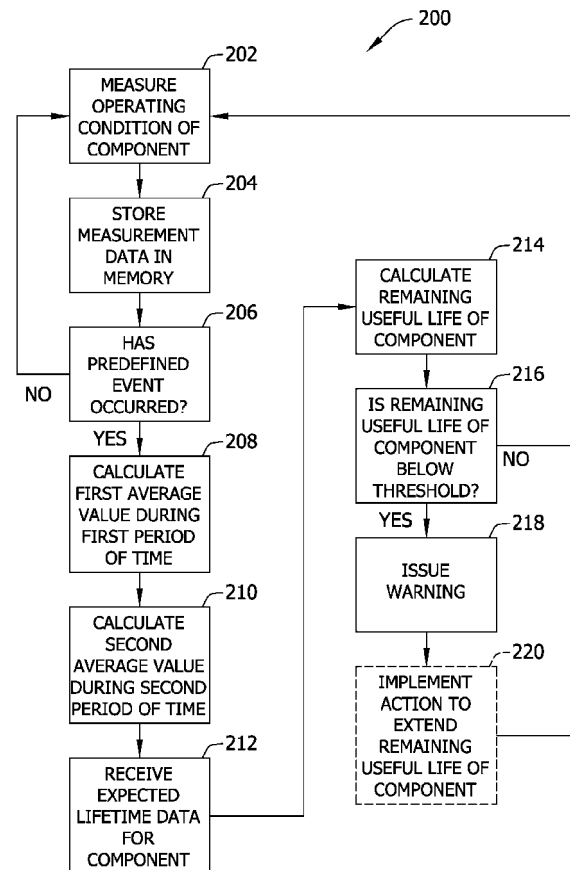 200
202
MEASURE
OPERATING
CONDITION OF
COMPONENT
204
STORE
MEASUREMENT
DATA IN
MEMORY
206
HAS
PREDEFINED
EVENT
OCCURRED?
NO
YES
208
CALCULATE
FIRST AVERAGE
VALUE DURING
FIRST PERIOD
OF TIME
210
CALCULATE
SECOND
AVERAGE VALUE
DURING SECOND
PERIOD OF TIME
212
RECEIVE
EXPECTED
LIFETIME DATA
FOR
COMPONENT
214
CALCULATE
REMAINING
USEFUL LIFE OF
COMPONENT
216
IS REMAINING
USEFUL LIFE OF
COMPONENT
BELOW
THRESHOLD?
NO
YES
218
ISSUE
WARNING
220
IMPLEMENT
ACTION TO
EXTEND
REMAINING
USEFUL LIFE OF
COMPONENT